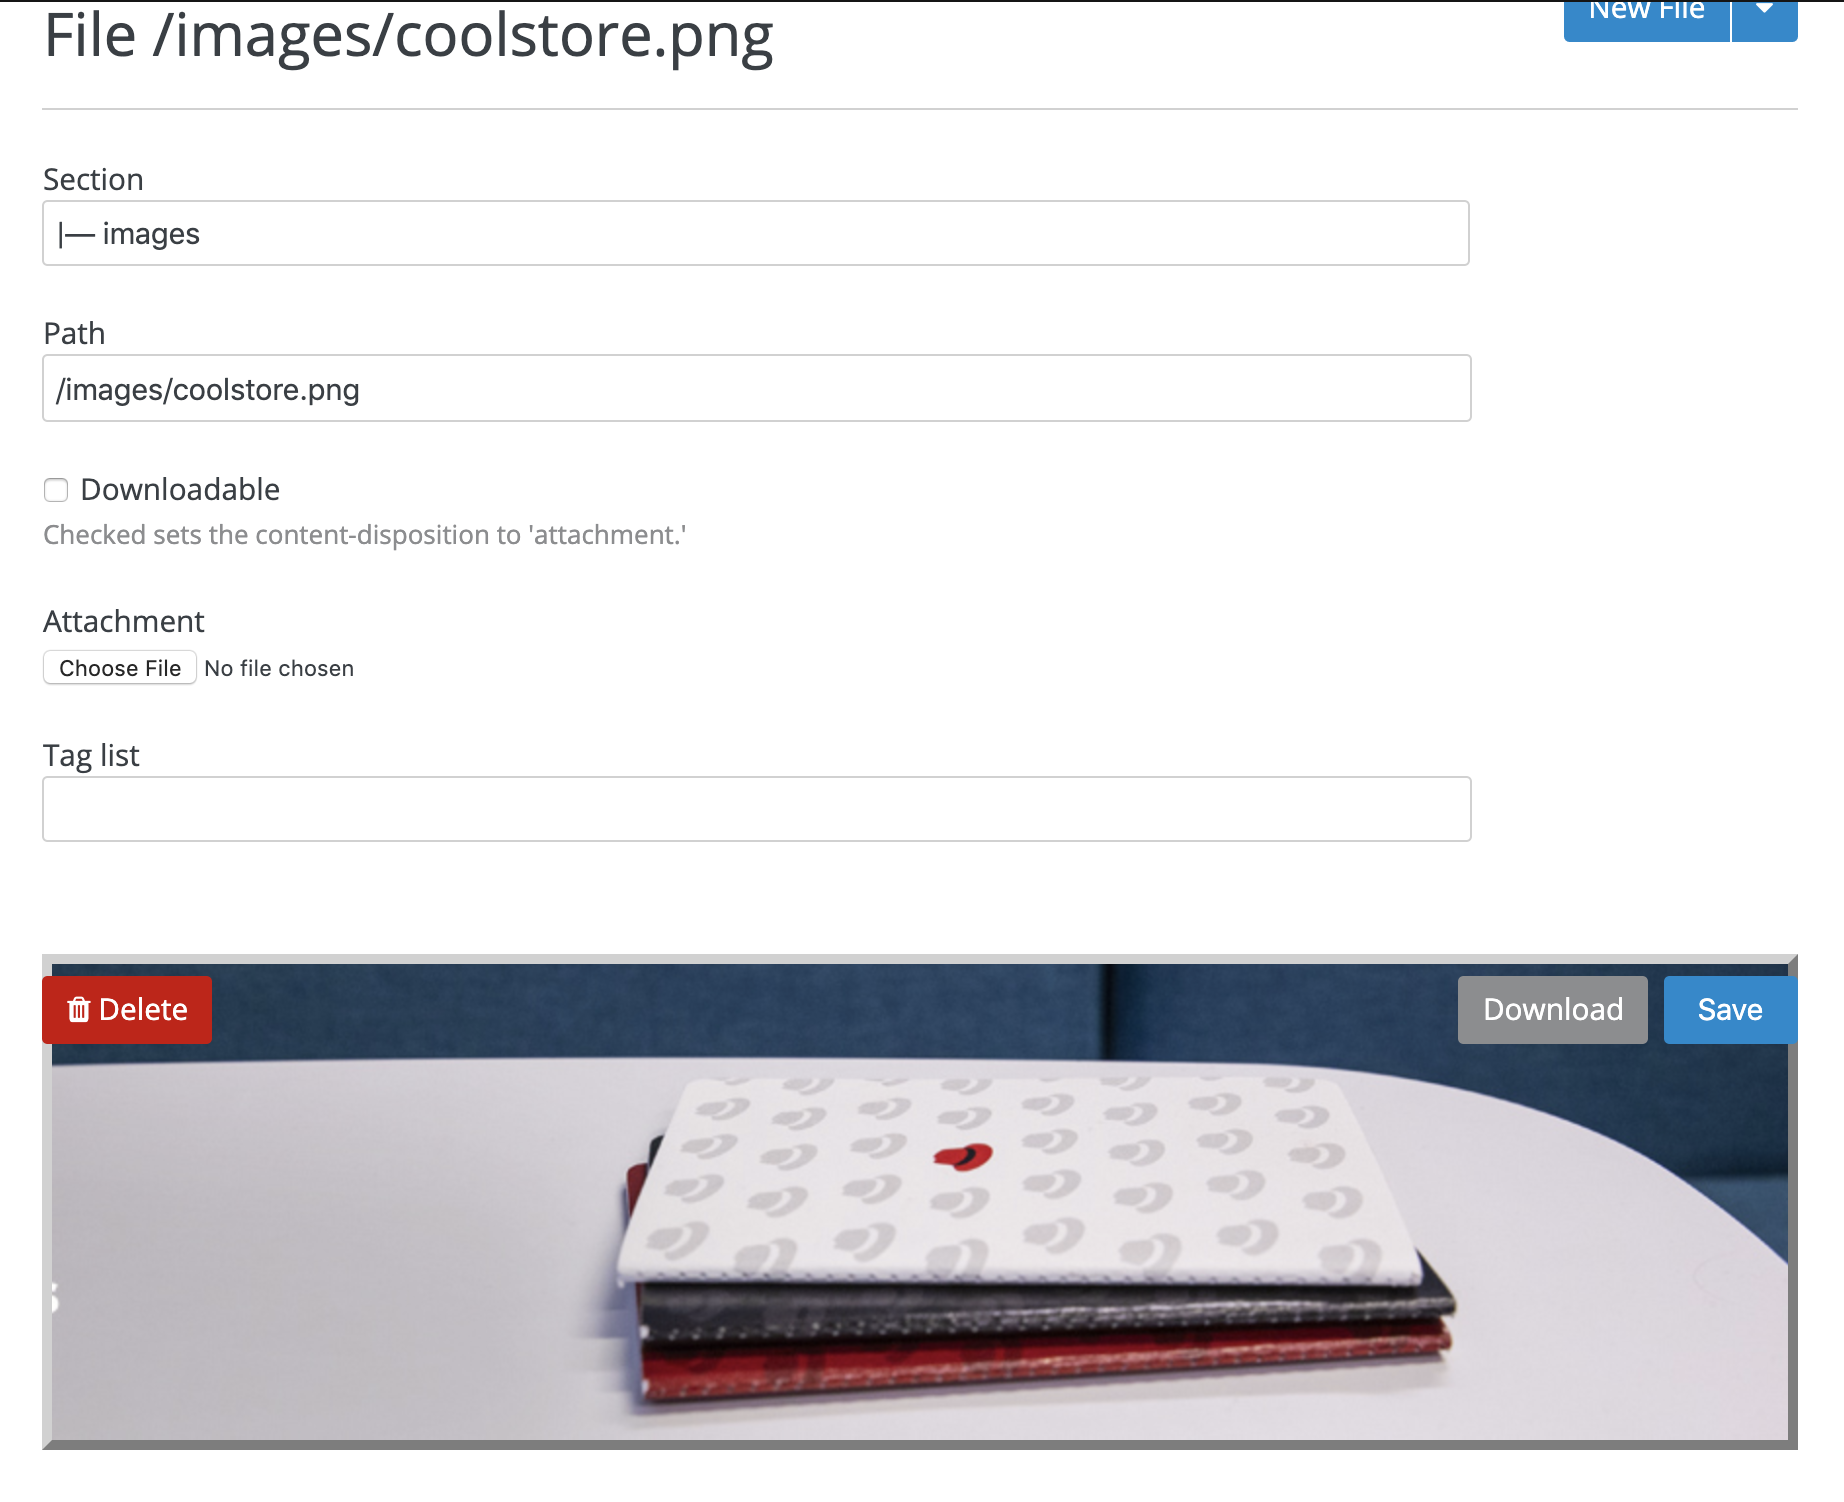 File /images/coolstore.png
New File
Section
|— images
Path
/images/coolstore.png
Downloadable
Checked sets the content-disposition to 'attachment.'
Attachment
Choose File No file chosen
Tag list
Delete
Download
Save
s